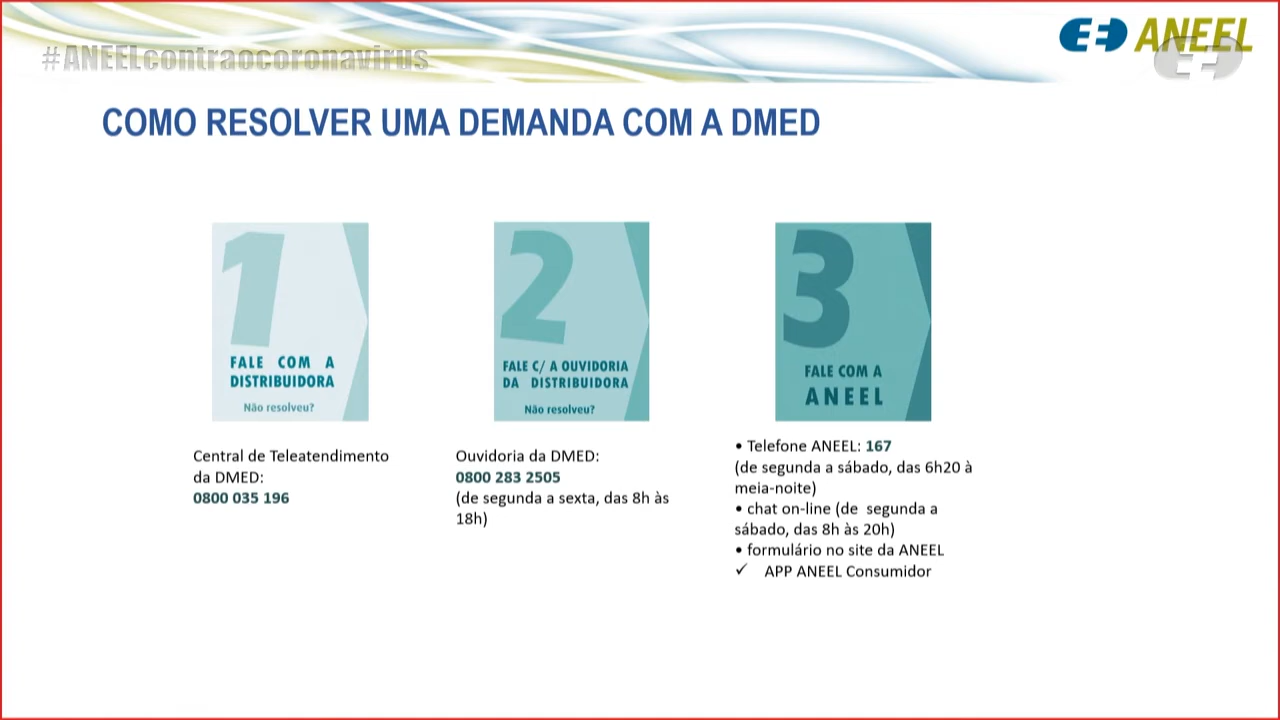 #ANEELcontraocoronavirus
ANEEL
COMO RESOLVER UMA DEMANDA COM A DMED
1
FALE COM A
DISTRIBUIDORA
Não resolveu?
Central de Teleatendimento
da DMED:
0800 035 196
2
FALE C/ A OUVIDORIA
DA DISTRIBUIDORA
Não resolveu?
Ouvidoria da DMED:
0800 283 2505
(de segunda a sexta, das 8h às
18h)
3
FALE COM A
ANEEL
• Telefone ANEEL: 167
(de segunda a sábado, das 6h20 à
meia-noite)
• chat on-line (de segunda a
sábado, das 8h às 20h)
• formulário no site da ANEEL
✓ APP ANEEL Consumidor